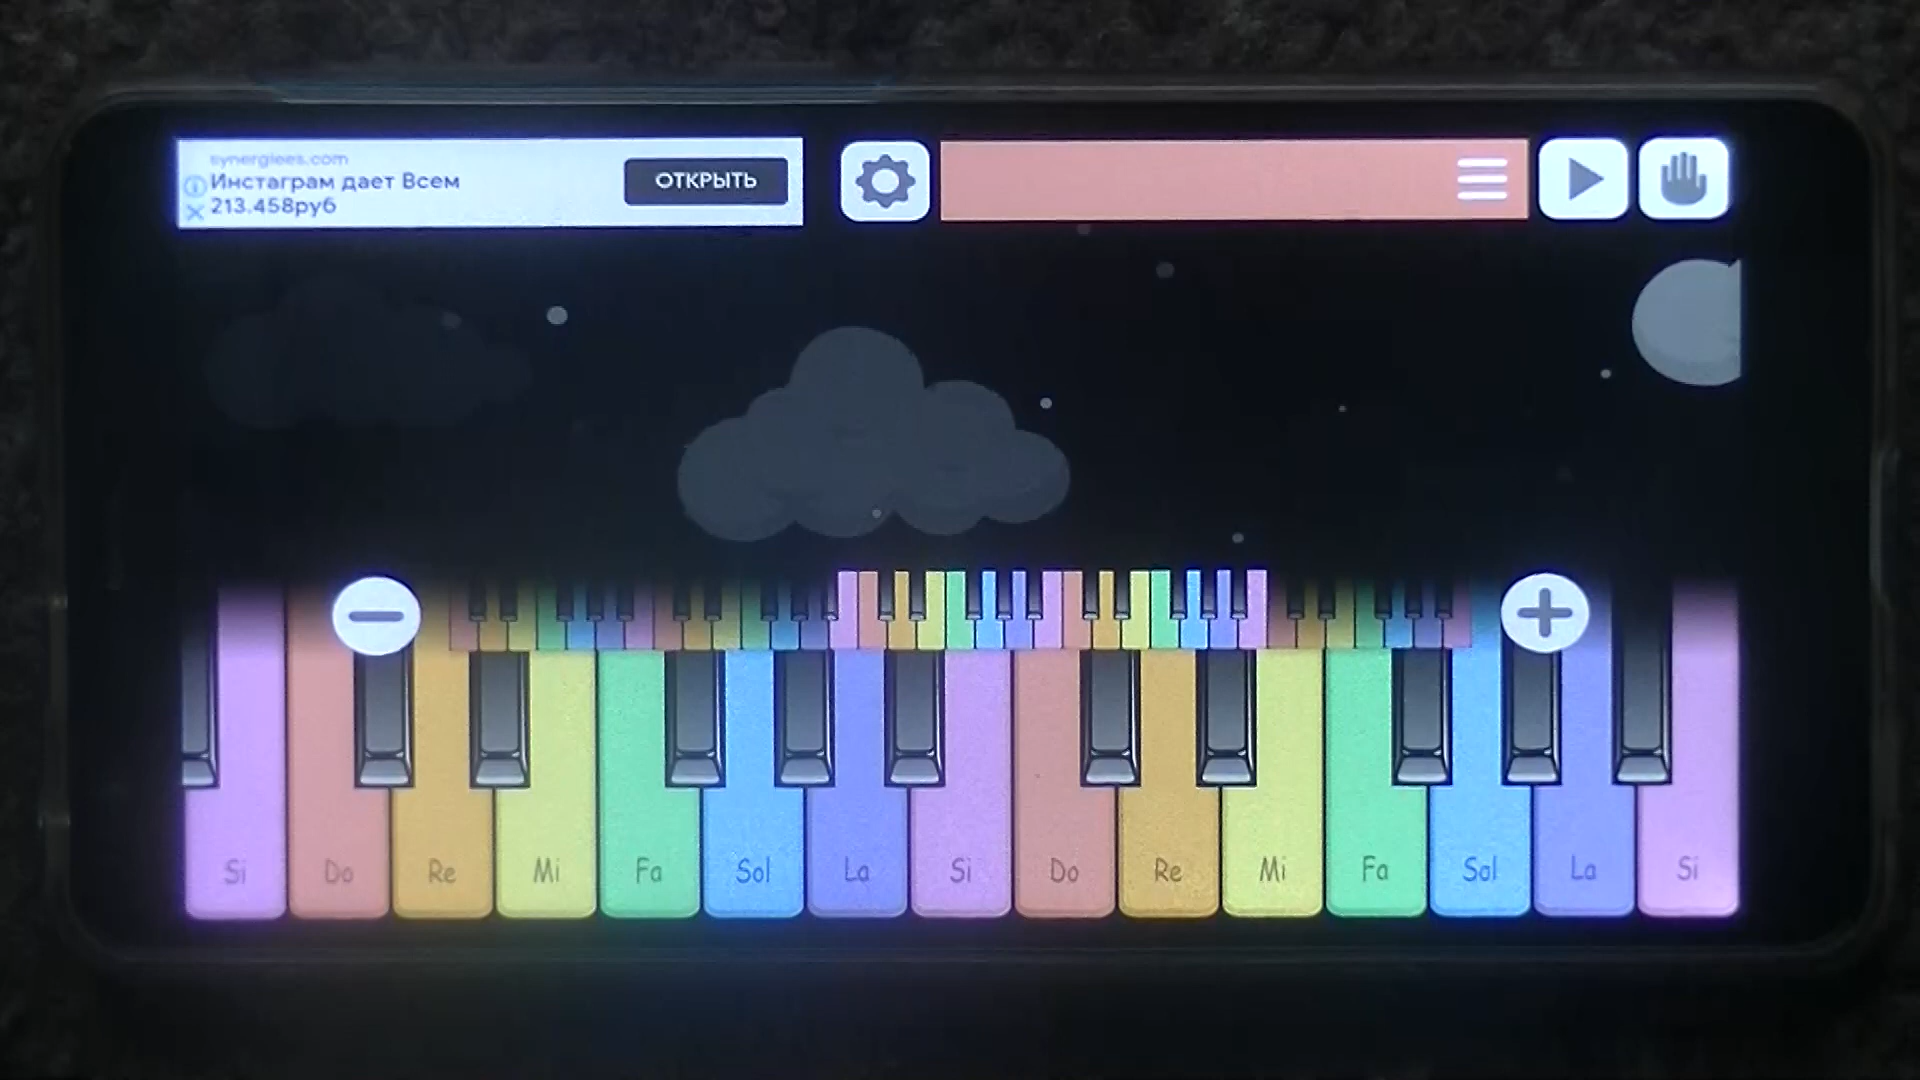 synerglees.com
Инстаграм дает Всем
213.458руб
ОТКРЫТЬ
Si Do Re Mi Fa Sol La Si Do Re Mi Fa Sol La Si